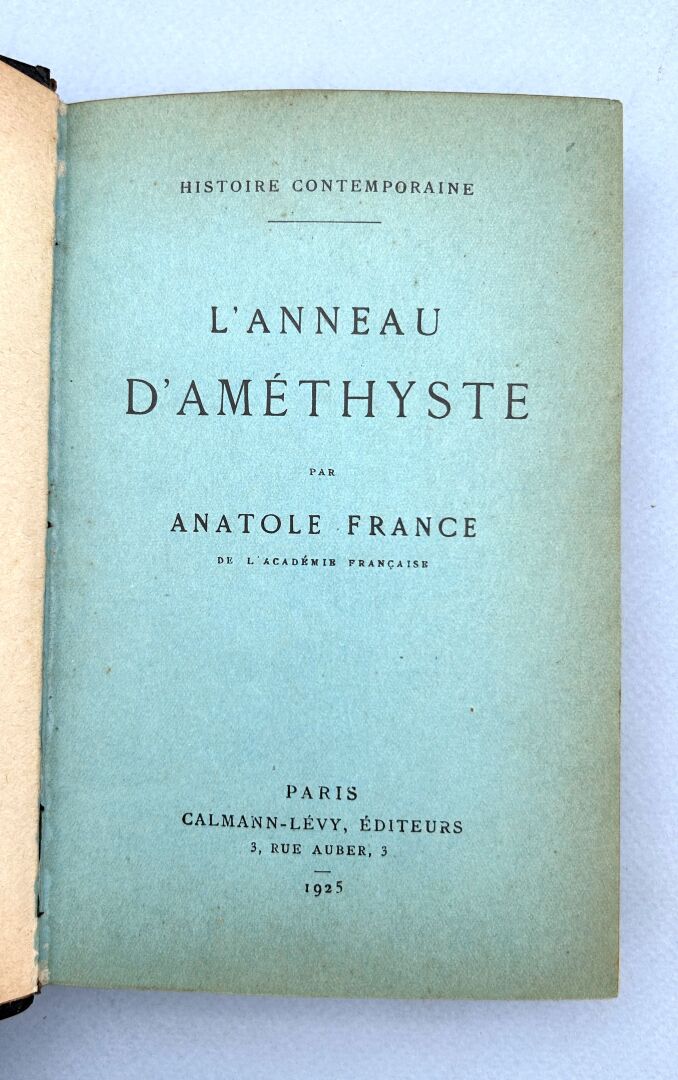 HISTOIRE CONTEMPORAINE
L'ANNEAU
D'AMÉTHYSTE
PAR
ANATOLE FRANCE
DE L'ACADÉMIE FRANÇAISE
PARIS
CALMANN-LÉVY, ÉDITEURS
3, RUE AUBER, 3
1925